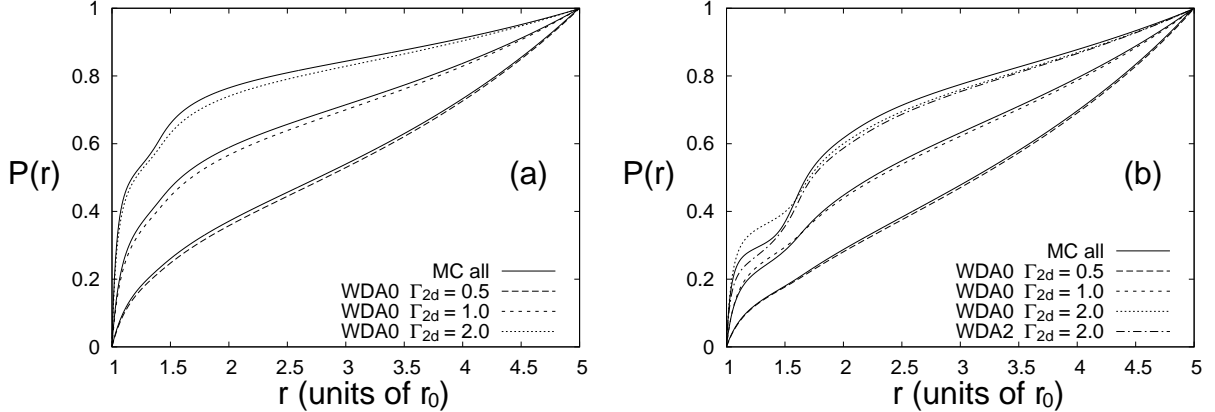 1
0.8
0.6
P(r)
(a)
0.4
MC all
WDA0 Γ2d = 0.5
0.2
WDA0 Γ2d = 1.0
WDA0 Γ2d = 2.0
0
1 1.5 2 2.5 3 3.5 4 4.5 5
r (units of r0)
1
0.8
0.6
P(r)
(b)
0.4
MC all
WDA0 Γ2d = 0.5
0.2
WDA0 Γ2d = 1.0
WDA0 Γ2d = 2.0
WDA2 Γ2d = 2.0
0
1 1.5 2 2.5 3 3.5 4 4.5 5
r (units of r0)